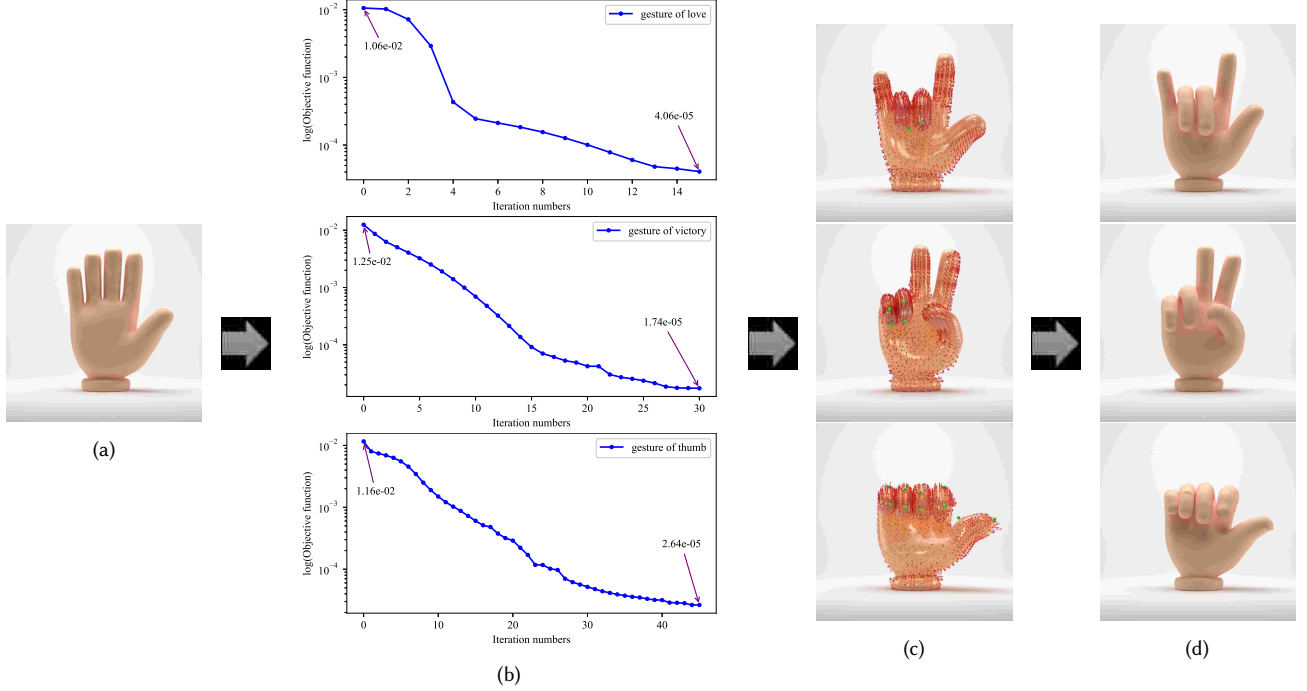 gesture of love
1.06e-02
4.06e-05
10⁻²
10⁻³
10⁻⁴
log(Objective function)
0 2 4 6 8 10 12 14
Iteration numbers
gesture of victory
1.25e-02
1.74e-05
10⁻²
10⁻³
10⁻⁴
log(Objective function)
0 5 10 15 20 25 30
Iteration numbers
gesture of thumb
1.16e-02
2.64e-05
10⁻²
10⁻³
10⁻⁴
log(Objective function)
0 10 20 30 40
Iteration numbers
(a)
(b)
(c)
(d)